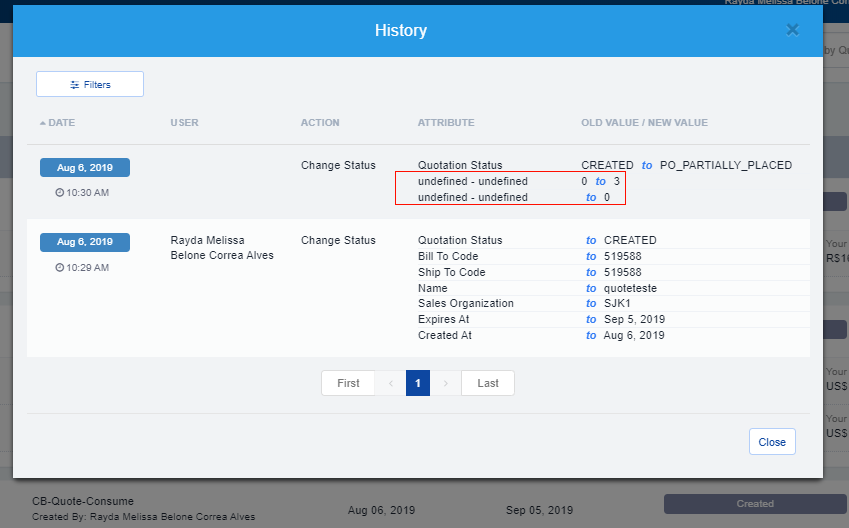 Rayda Melissa Belone Cor
History
×
by Qu
Filters
DATE USER ACTION ATTRIBUTE OLD VALUE / NEW VALUE
Aug 6, 2019 Change Status Quotation Status CREATED to PO_PARTIALLY_PLACED
undefined - undefined 0 to 3
10:30 AM
undefined - undefined to 0
Aug 6, 2019 Rayda Melissa Change Status Quotation Status to CREATED
Belone Correa Alves Bill To Code to 519588
10:29 AM Ship To Code to 519588
Name to quoteteste
Sales Organization to SJK1
Expires At to Sep 5, 2019
Created At to Aug 6, 2019
Your
R$16
Your
US$
Your
US$
First < 1 > Last
Close
CB-Quote-Consume
Created By: Rayda Melissa Belone Correa Alves Aug 06, 2019 Sep 05, 2019 Created